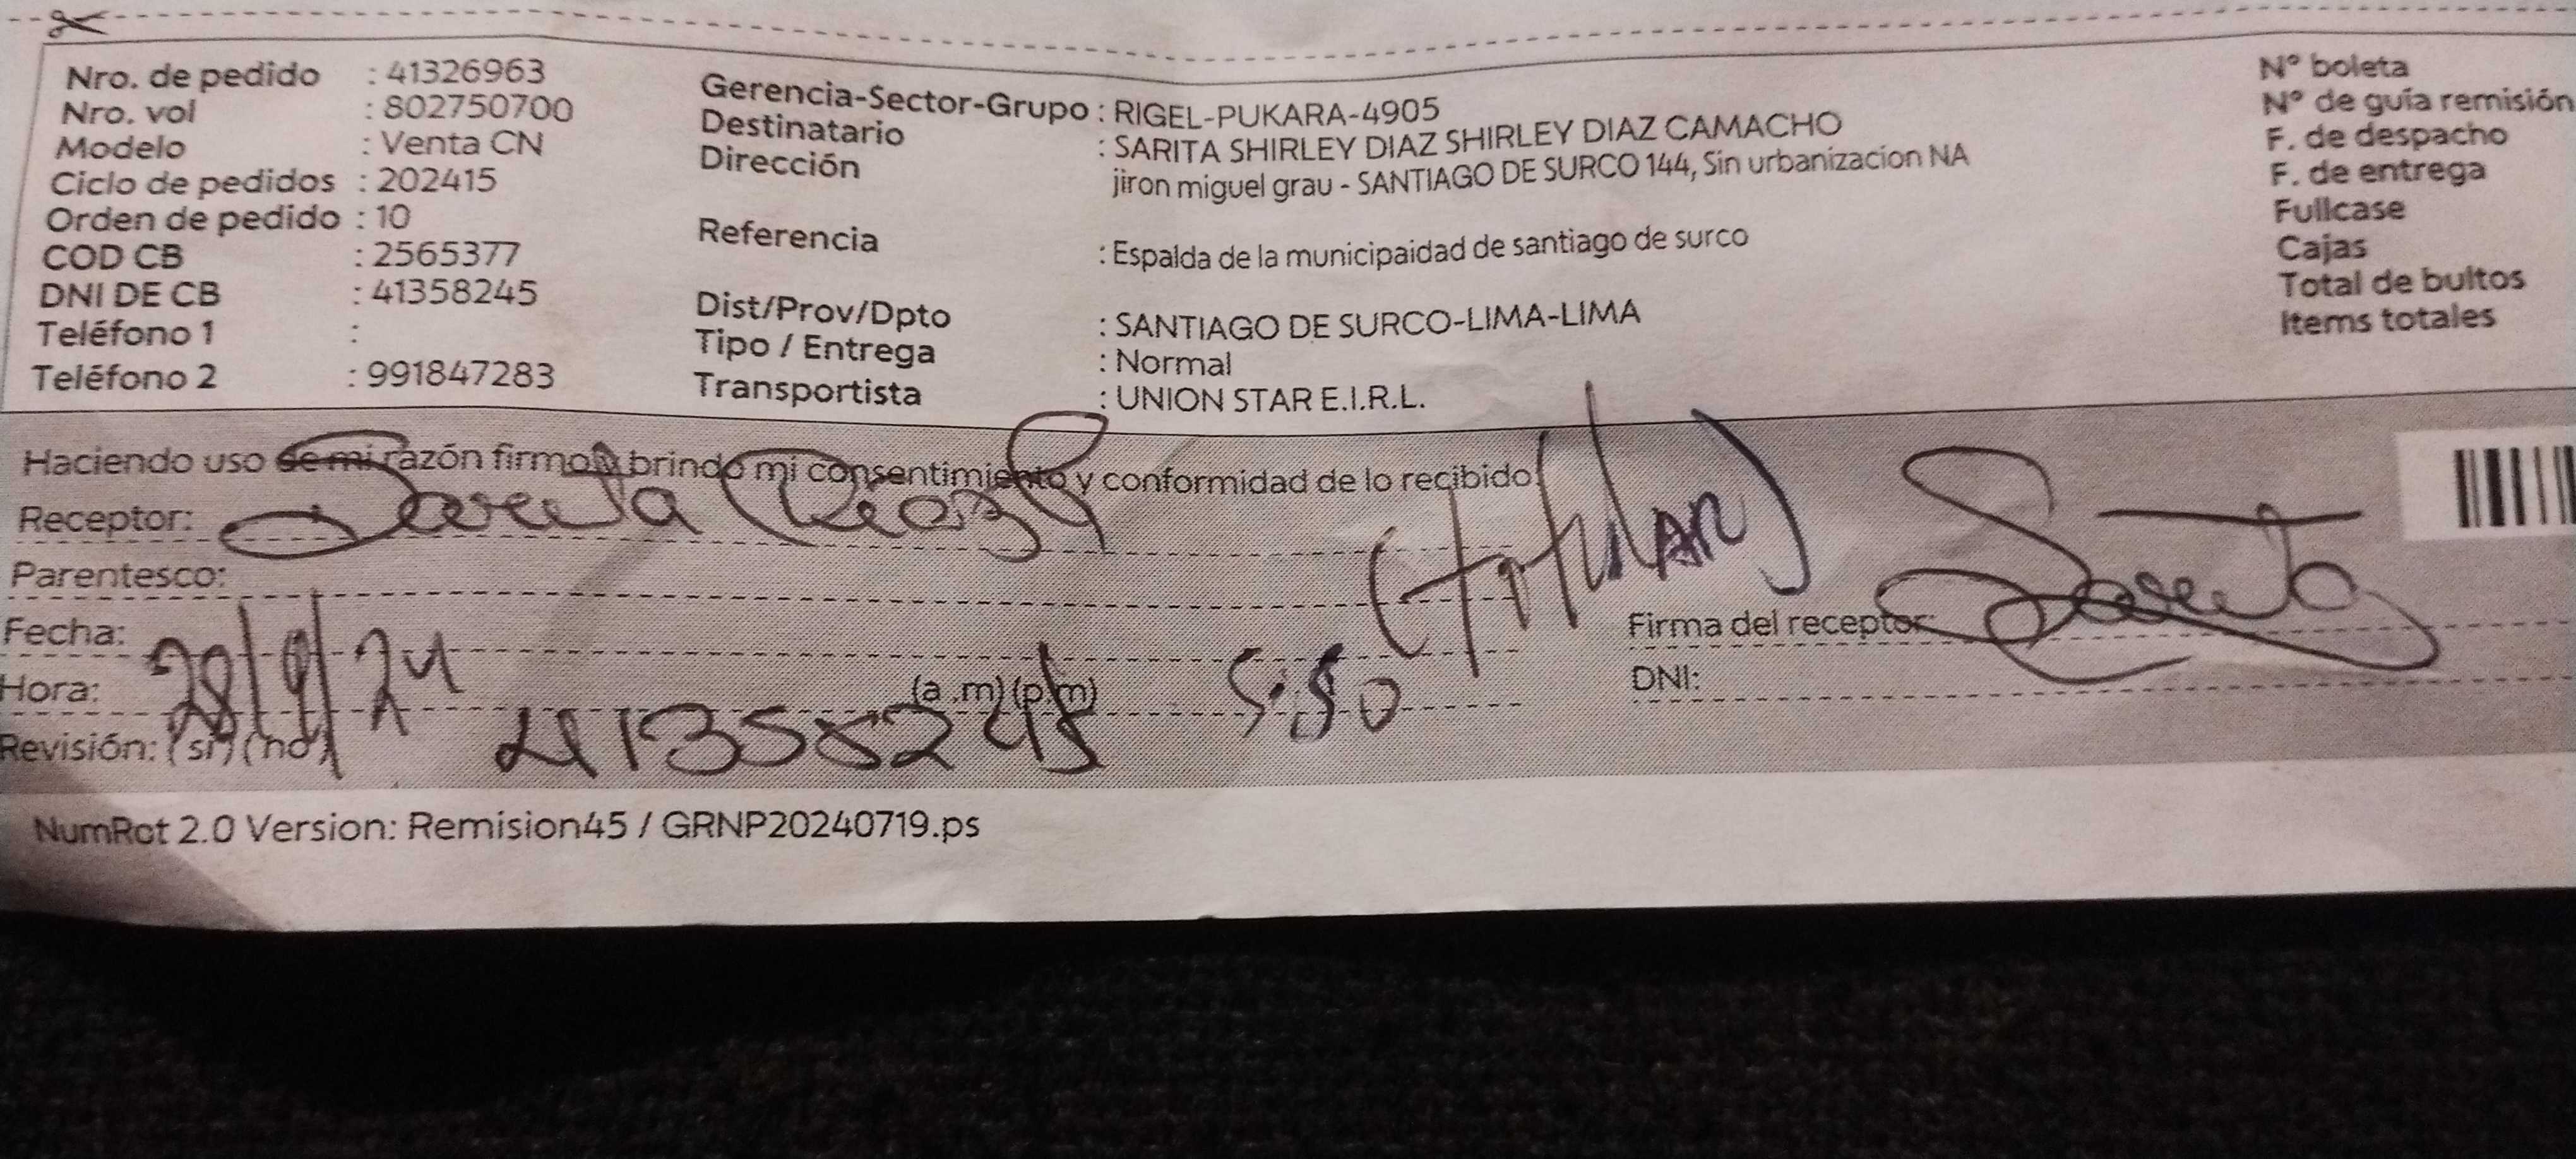 Nro. de pedido : 41326963
Nro. vol : 802750700
Modelo : Venta CN
Ciclo de pedidos : 202415
Orden de pedido : 10
COD CB : 2565377
DNI DE CB : 41358245
Teléfono 1 :
Teléfono 2 : 991847283
Gerencia-Sector-Grupo : RIGEL-PUKARA-4905
Destinatario : SARITA SHIRLEY DIAZ SHIRLEY DIAZ CAMACHO
Dirección jiron miguel grau - SANTIAGO DE SURCO 144, Sin urbanizacion NA
Referencia : Espalda de la municipaidad de santiago de surco
Dist/Prov/Dpto : SANTIAGO DE SURCO-LIMA-LIMA
Tipo / Entrega : Normal
Transportista : UNION STAR E.I.R.L.
N° boleta
N° de guía remisión
F. de despacho
F. de entrega
Fullcase
Cajas
Total de bultos
Items totales
Haciendo uso de mi razón firmo y brindo mi consentimiento y conformidad de lo recibido
Receptor: Sarita Diaz
(titulAR)
Parentesco:
Fecha: 28/9/24
Hora: (a .m) (p.m) 5:50
Revisión: (si) (no) 41358245
Firma del receptor: Sarita
DNI:
NumRot 2.0 Version: Remision45 / GRNP20240719.ps